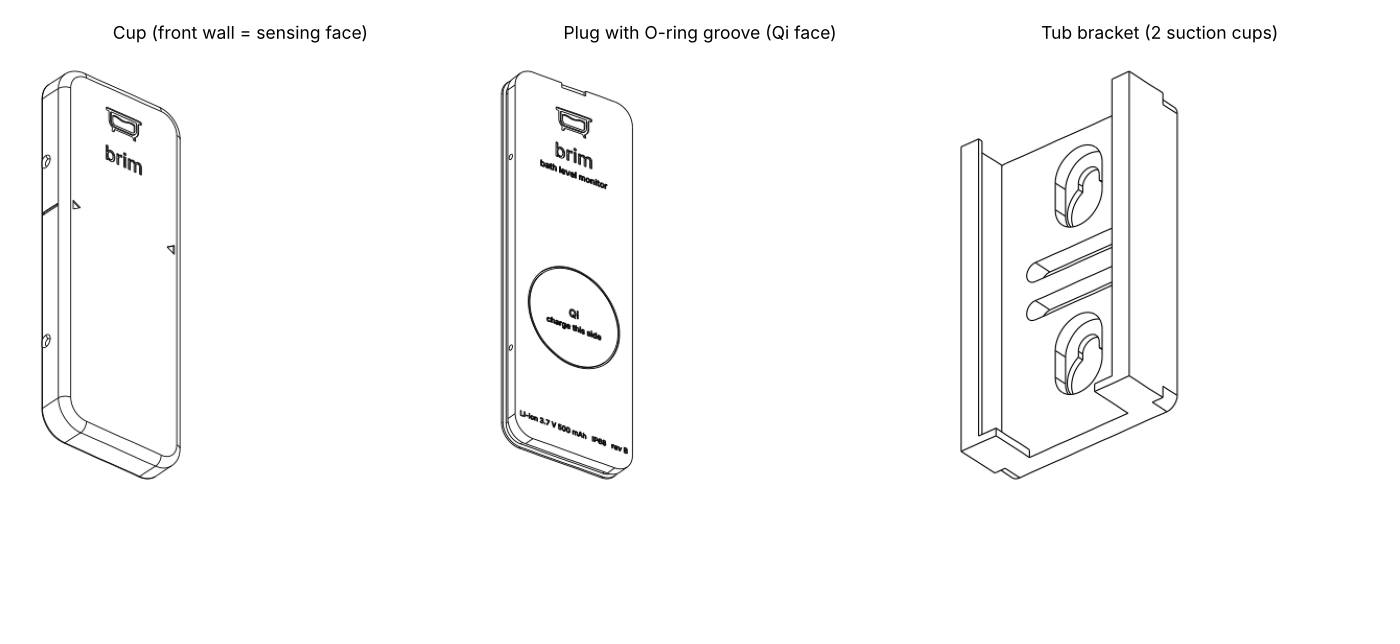 Cup (front wall = sensing face)
Plug with O-ring groove (Qi face)
Tub bracket (2 suction cups)
brim
brim
bath level monitor
Qi
charge this side
Li-ion 3.7 V 600 mAh IP68 rev B